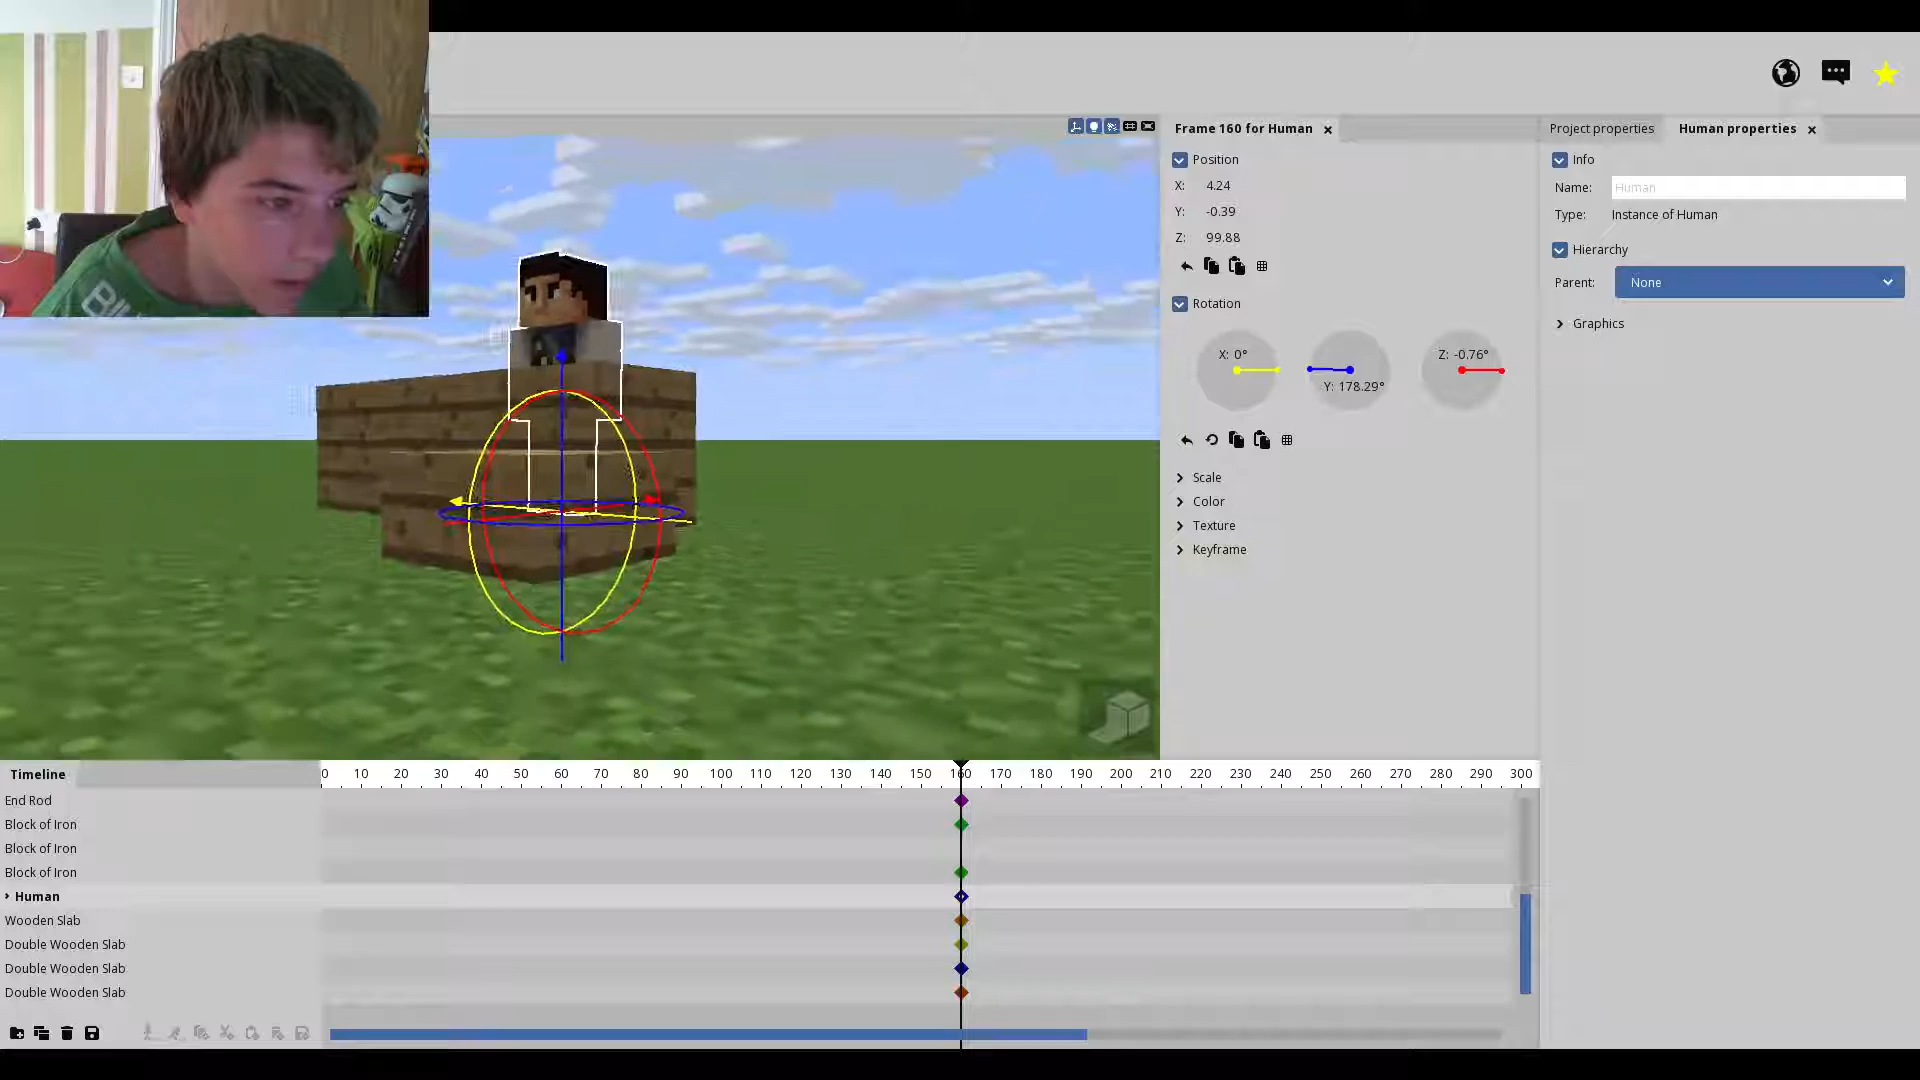 BIL
Frame 160 for Human
Project properties
Human properties
Position
X: 4.24
Y: -0.39
Z: 99.88
Rotation
X: 0°
Y: 178.29°
Z: -0.76°
Scale
Color
Texture
Keyframe
Info
Name: Human
Type: Instance of Human
Hierarchy
Parent: None
Graphics
Timeline
0 10 20 30 40 50 60 70 80 90 100 110 120 130 140 150 160 170 180 190 200 210 220 230 240 250 260 270 280 290 300
End Rod
Block of Iron
Block of Iron
Block of Iron
Human
Wooden Slab
Double Wooden Slab
Double Wooden Slab
Double Wooden Slab